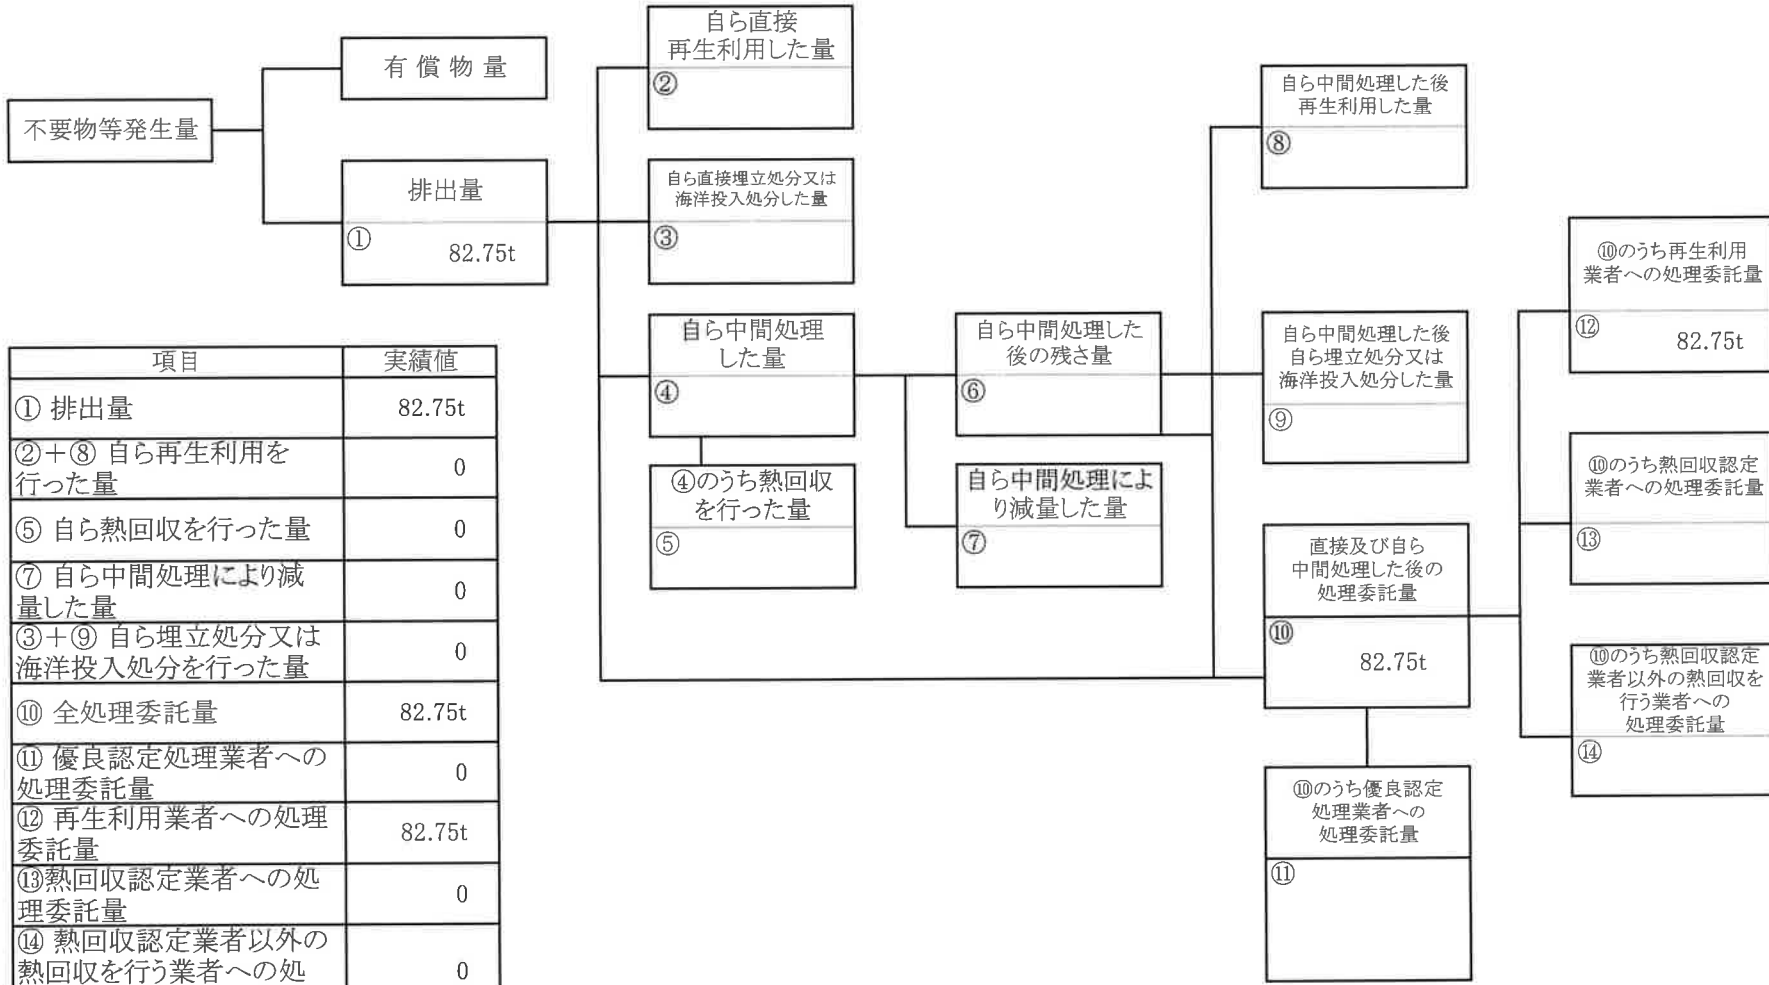 不要物等発生量
有償物量
排出量
①
82.75t
自ら直接
再生利用した量
②
自ら直接埋立処分又は
海洋投入処分した量
③
自ら中間処理
した量
④
④のうち熱回収
を行った量
⑤
自ら中間処理した
後の残さ量
⑥
自ら中間処理によ
り減量した量
⑦
自ら中間処理した後
再生利用した量
⑧
自ら中間処理した後
自ら埋立処分又は
海洋投入処分した量
⑨
直接及び自ら
中間処理した後の
処理委託量
⑩
82.75t
⑩のうち優良認定
処理業者への
処理委託量
⑪
⑩のうち再生利用
業者への処理委託量
⑫
82.75t
⑩のうち熱回収認定
業者への処理委託量
⑬
⑩のうち熱回収認定
業者以外の熱回収を
行う業者への
処理委託量
⑭
項目 実績値
① 排出量 82.75t
②+⑧ 自ら再生利用を
行った量 0
⑤ 自ら熱回収を行った量 0
⑦ 自ら中間処理により減
量した量 0
③+⑨ 自ら埋立処分又は
海洋投入処分を行った量 0
⑩ 全処理委託量 82.75t
⑪ 優良認定処理業者への
処理委託量 0
⑫ 再生利用業者への処理
委託量 82.75t
⑬熱回収認定業者への処
理委託量 0
⑭ 熱回収認定業者以外の
熱回収を行う業者への処 0